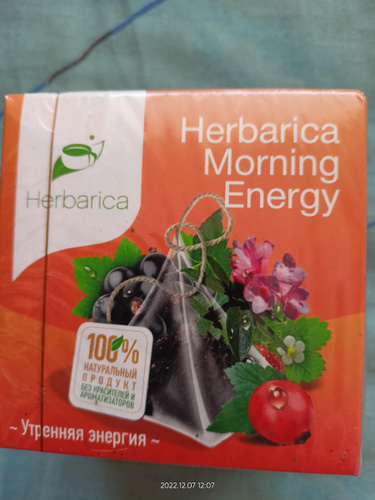 Herbarica
Herbarica
Morning
Energy
100%
НАТУРАЛЬНЫЙ
ПРОДУКТ
БЕЗ КРАСИТЕЛЕЙ И
АРОМАТИЗАТОРОВ
~ Утренняя энергия ~
2022.12.07 12:07